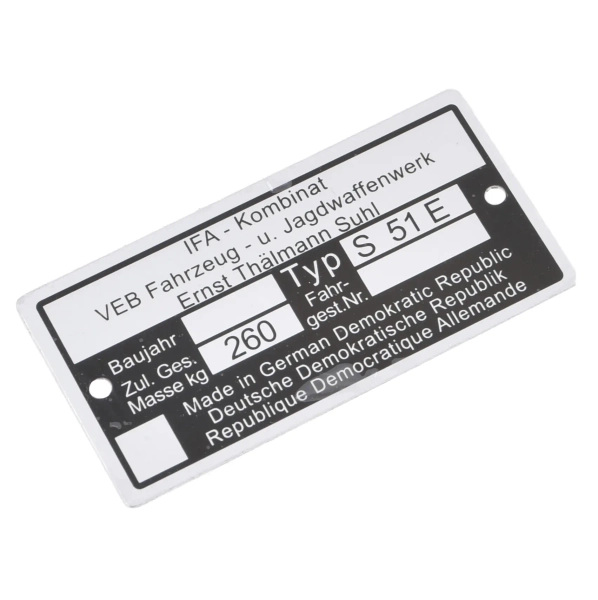 IFA - Kombinat
VEB Fahrzeug - u. Jagdwaffenwerk
Ernst Thälmann Suhl
Baujahr
Typ S 51 E
Zul. Ges. Masse kg 260
Fahr-gest.Nr.
Made in German Demokratic Republic
Deutsche Demokratische Republik
Republique Democratique Allemande